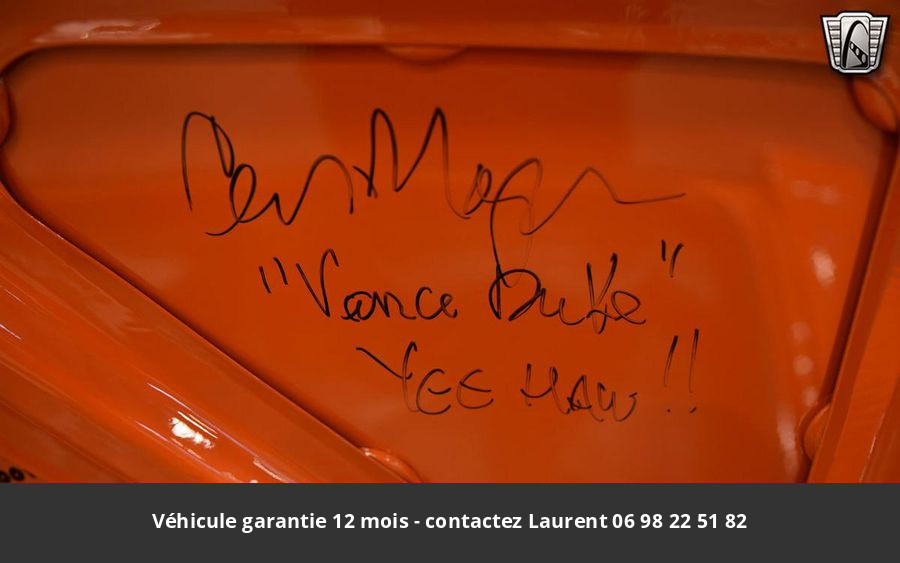 "Vance Duke"
YEE HAW!!
Véhicule garantie 12 mois - contactez Laurent 06 98 22 51 82